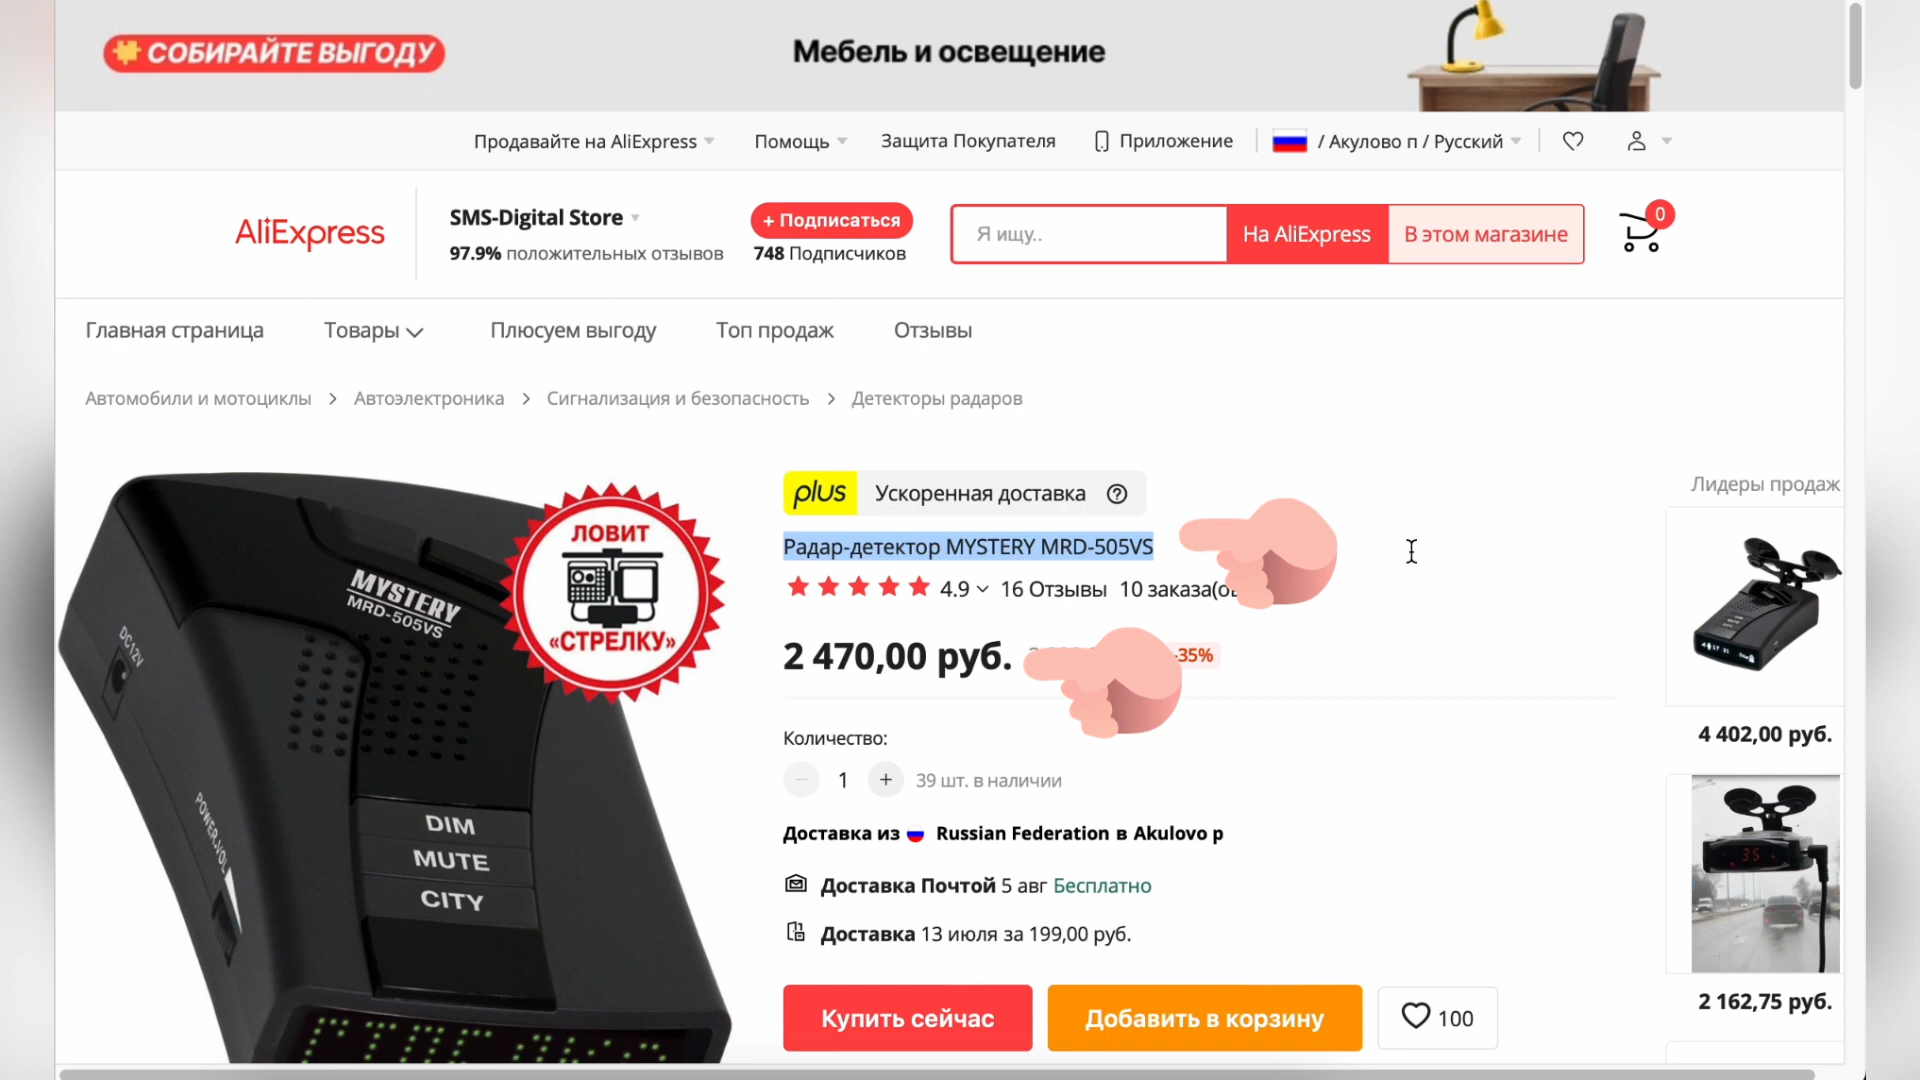 СОБИРАЙТЕ ВЫГОДУ
Мебель и освещение
Продавайте на AliExpress
Помощь
Защита Покупателя
Приложение
/ Акулово п / Русский
AliExpress
SMS-Digital Store
97.9% положительных отзывов
+ Подписаться
748 Подписчиков
Я ищу..
На AliExpress
В этом магазине
0
Главная страница
Товары
Плюсуем выгоду
Топ продаж
Отзывы
Автомобили и мотоциклы > Автоэлектроника > Сигнализация и безопасность > Детекторы радаров
MYSTERY
MRD-505VS
DC12V
POWER/VOL
DIM
MUTE
CITY
ЛОВИТ
«СТРЕЛКУ»
plus Ускоренная доставка
Радар-детектор MYSTERY MRD-505VS
4.9 16 Отзывы 10
2 470,00 руб.
-35%
Количество:
1 + 39 шт. в наличии
Доставка из Russian Federation в Akulovo p
Доставка Почтой 5 авг Бесплатно
Доставка 13 июля за 199,00 руб.
Купить сейчас
Добавить в корзину
100
Лидеры продаж
4 402,00 руб.
35
2 162,75 руб.